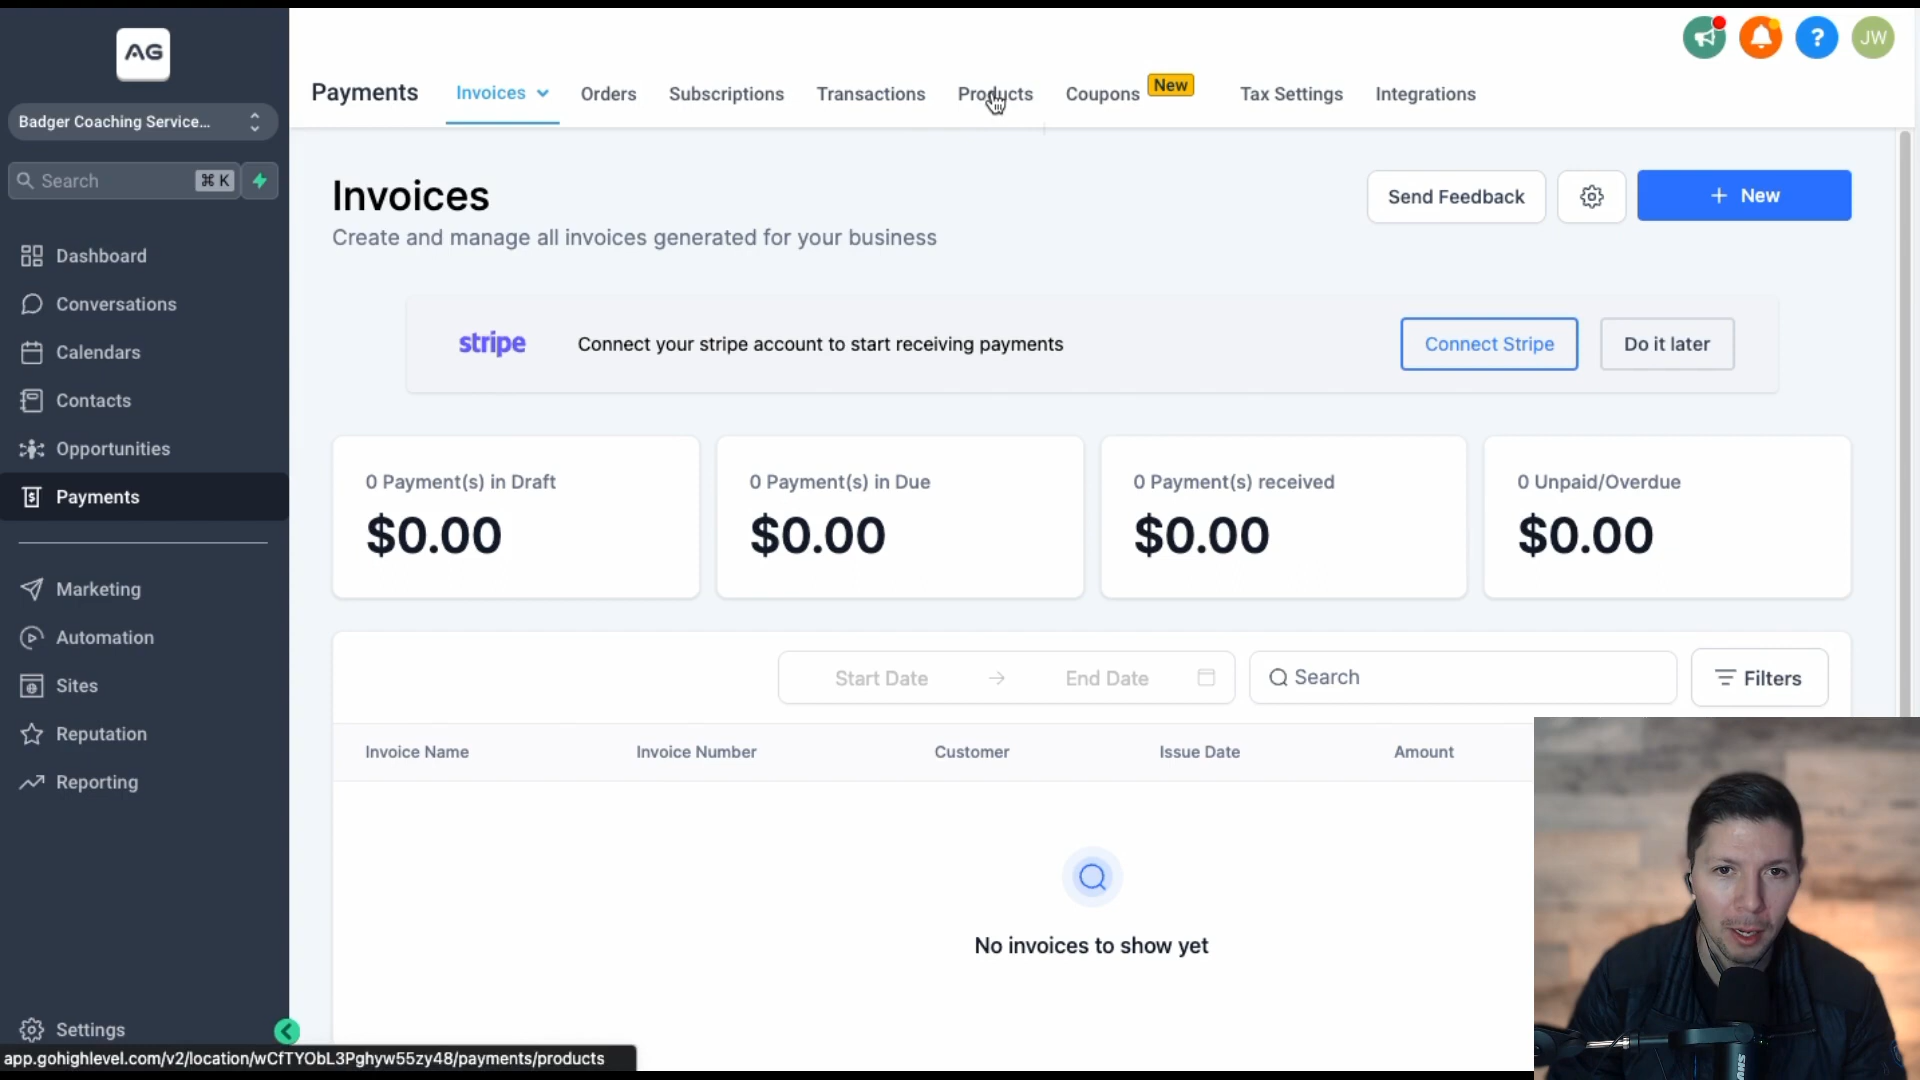 AG
Badger Coaching Service...
Search ⌘ K
Dashboard
Conversations
Calendars
Contacts
Opportunities
Payments
Marketing
Automation
Sites
Reputation
Reporting
Settings
app.gohighlevel.com/v2/location/wCfTYObL3Pghyw55zy48/payments/products
? JW
Payments Invoices Orders Subscriptions Transactions Products Coupons New Tax Settings Integrations
Invoices
Create and manage all invoices generated for your business
Send Feedback
+ New
stripe Connect your stripe account to start receiving payments Connect Stripe Do it later
0 Payment(s) in Draft
$0.00
0 Payment(s) in Due
$0.00
0 Payment(s) received
$0.00
0 Unpaid/Overdue
$0.00
Start Date → End Date Search Filters
Invoice Name Invoice Number Customer Issue Date Amount
No invoices to show yet